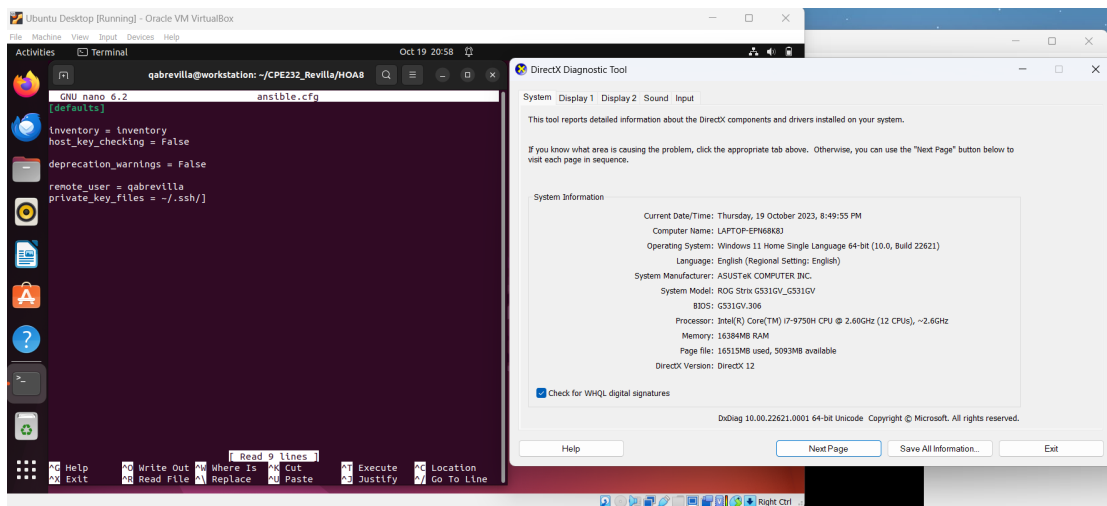 Ubuntu Desktop [Running] - Oracle VM VirtualBox
File Machine View Input Devices Help
Activities Terminal Oct 19 20:58
qabrevilla@workstation: ~/CPE232_Revilla/HOA8
GNU nano 6.2 ansible.cfg
[defaults]
inventory = inventory
host_key_checking = False
deprecation_warnings = False
remote_user = qabrevilla
private_key_files = ~/.ssh/]
[ Read 9 lines ]
^G Help ^O Write Out ^W Where Is ^K Cut ^T Execute ^C Location
^X Exit ^R Read File ^\ Replace ^U Paste ^J Justify ^/ Go To Line
Right Ctrl
DirectX Diagnostic Tool
System Display 1 Display 2 Sound Input
This tool reports detailed information about the DirectX components and drivers installed on your system.
If you know what area is causing the problem, click the appropriate tab above. Otherwise, you can use the "Next Page" button below to
visit each page in sequence.
System Information
Current Date/Time: Thursday, 19 October 2023, 8:49:55 PM
Computer Name: LAPTOP-EPN68K8J
Operating System: Windows 11 Home Single Language 64-bit (10.0, Build 22621)
Language: English (Regional Setting: English)
System Manufacturer: ASUSTeK COMPUTER INC.
System Model: ROG Strix G531GV_G531GV
BIOS: G531GV.306
Processor: Intel(R) Core(TM) i7-9750H CPU @ 2.60GHz (12 CPUs), ~2.6GHz
Memory: 16384MB RAM
Page file: 16515MB used, 5093MB available
DirectX Version: DirectX 12
Check for WHQL digital signatures
DxDiag 10.00.22621.0001 64-bit Unicode Copyright © Microsoft. All rights reserved.
Help Next Page Save All Information... Exit